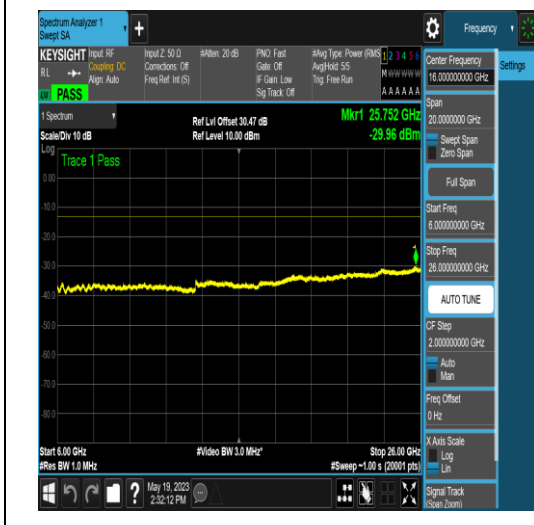 Spectrum Analyzer 1
Swept SA
+
Frequency
KEYSIGHT
RL
PASS
Input: RF
Coupling: DC
Align: Auto
Input Z: 50 Ω
Corrections: Off
Freq Ref: Int (S)
#Atten: 20 dB
PNO: Fast
Gate: Off
IF Gain: Low
Sig Track: Off
#Avg Type: Power (RMS
Avg|Hold: 5/5
Trig: Free Run
1 2 3 4 5 6
M W W W W W
A A A A A A
1 Spectrum
Scale/Div 10 dB
Log
Ref Lvl Offset 30.47 dB
Ref Level 10.00 dBm
Mkr1 25.752 GHz
-29.96 dBm
Trace 1 Pass
0.00
-10.0
-20.0
-30.0
-40.0
-50.0
-60.0
-70.0
-80.0
1
Start 6.00 GHz
#Res BW 1.0 MHz
#Video BW 3.0 MHz*
Stop 26.00 GHz
#Sweep ~1.00 s (20001 pts)
?
May 19, 2023
2:32:12 PM
Center Frequency
16.000000000 GHz
Span
20.0000000 GHz
Swept Span
Zero Span
Full Span
Start Freq
6.000000000 GHz
Stop Freq
26.000000000 GHz
AUTO TUNE
CF Step
2.000000000 GHz
Auto
Man
Freq Offset
0 Hz
X Axis Scale
Log
Lin
Signal Track
(Span Zoom)
Settings